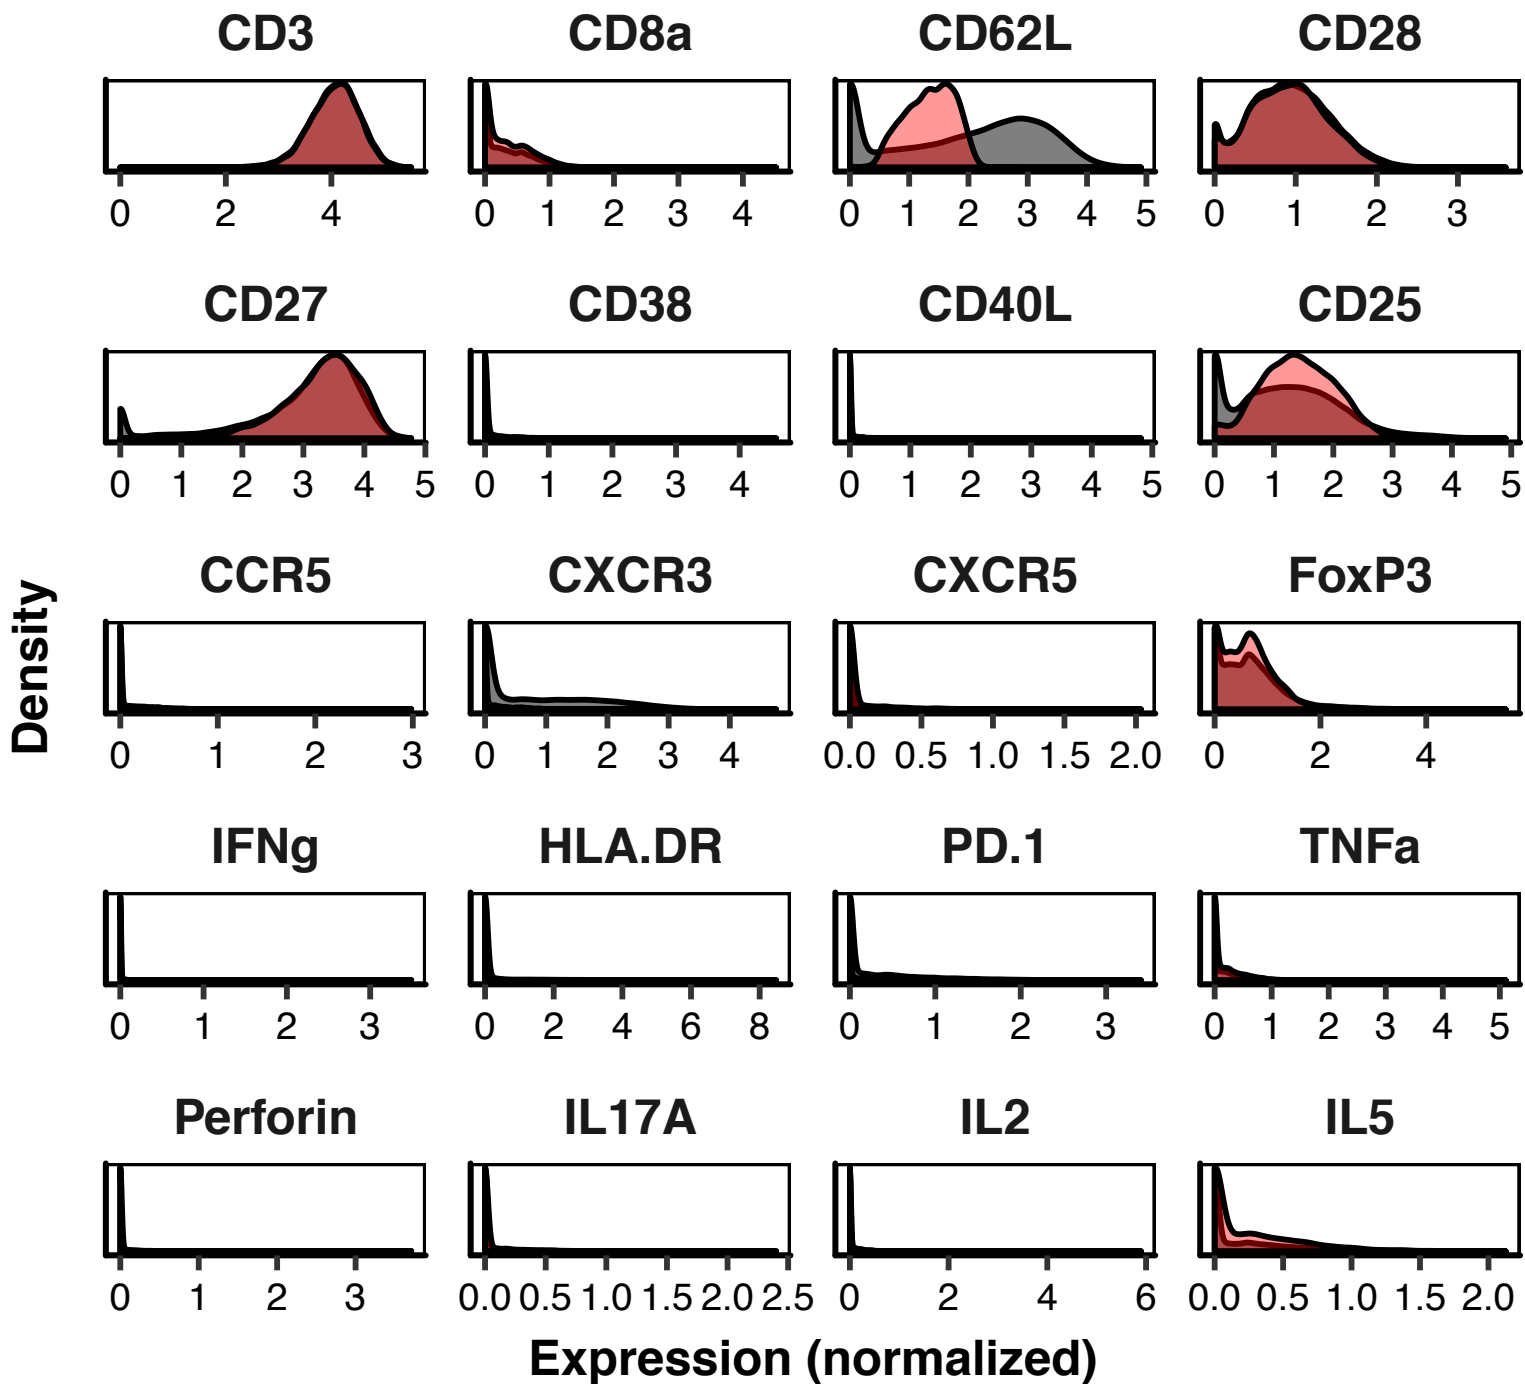 CD3 CD8a CD62L CD28
0 2 4 0 1 2 3 4 0 1 2 3 4 5 0 1 2 3
CD27 CD38 CD40L CD25
0 1 2 3 4 5 0 1 2 3 4 0 1 2 3 4 5 0 1 2 3 4 5
CCR5 CXCR3 CXCR5 FoxP3
0 1 2 3 0 1 2 3 4 0.0 0.5 1.0 1.5 2.0 0 2 4
IFNg HLA.DR PD.1 TNFa
0 1 2 3 0 2 4 6 8 0 1 2 3 0 1 2 3 4 5
Perforin IL17A IL2 IL5
0 1 2 3 0.0 0.5 1.0 1.5 2.0 2.5 0 2 4 6 0.0 0.5 1.0 1.5 2.0
Density
Expression (normalized)